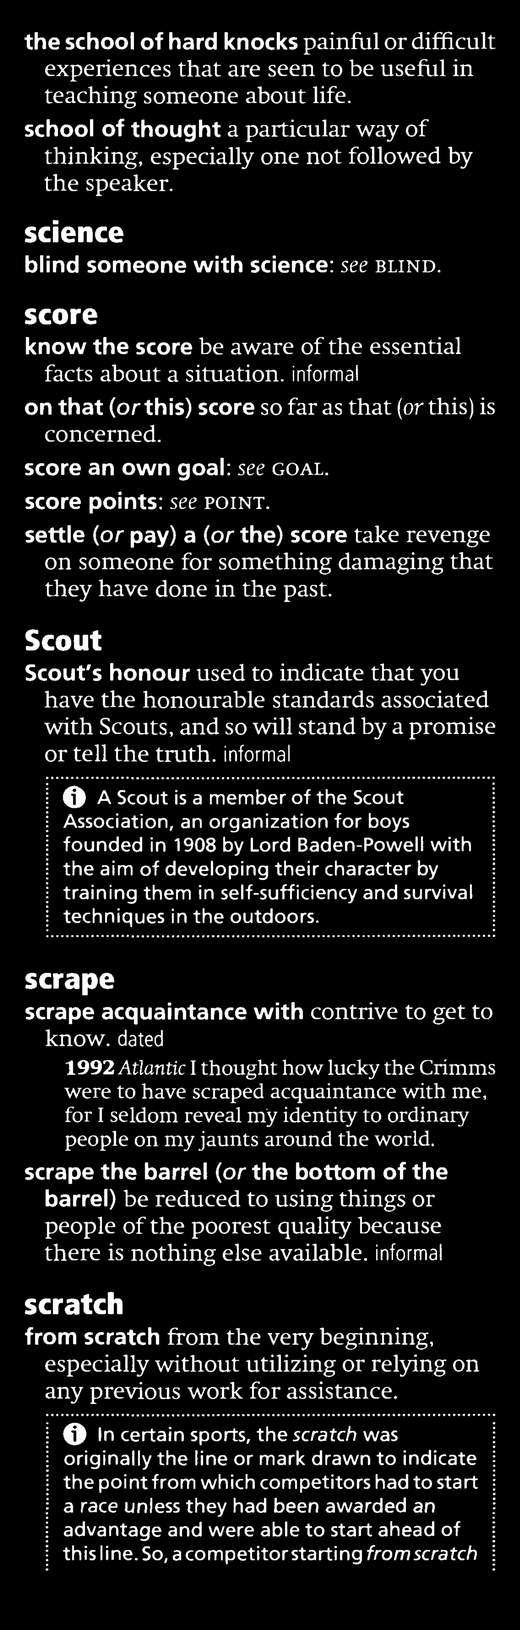 the school of hard knocks painful or difficult
experiences that are seen to be useful in
teaching someone about life.
school of thought a particular way of
thinking, especially one not followed by
the speaker.
science
blind someone with science: see BLIND.
score
know the score be aware of the essential
facts about a situation. informal
on that (or this) score so far as that (or this) is
concerned.
score an own goal: see GOAL.
score points: see POINT.
settle (or pay) a (or the) score take revenge
on someone for something damaging that
they have done in the past.
Scout
Scout's honour used to indicate that you
have the honourable standards associated
with Scouts, and so will stand by a promise
or tell the truth. informal
i A Scout is a member of the Scout
Association, an organization for boys
founded in 1908 by Lord Baden-Powell with
the aim of developing their character by
training them in self-sufficiency and survival
techniques in the outdoors.
scrape
scrape acquaintance with contrive to get to
know. dated
1992 Atlantic I thought how lucky the Crimms
were to have scraped acquaintance with me,
for I seldom reveal my identity to ordinary
people on my jaunts around the world.
scrape the barrel (or the bottom of the
barrel) be reduced to using things or
people of the poorest quality because
there is nothing else available. informal
scratch
from scratch from the very beginning,
especially without utilizing or relying on
any previous work for assistance.
i In certain sports, the scratch was
originally the line or mark drawn to indicate
the point from which competitors had to start
a race unless they had been awarded an
advantage and were able to start ahead of
this line. So, a competitor starting from scratch